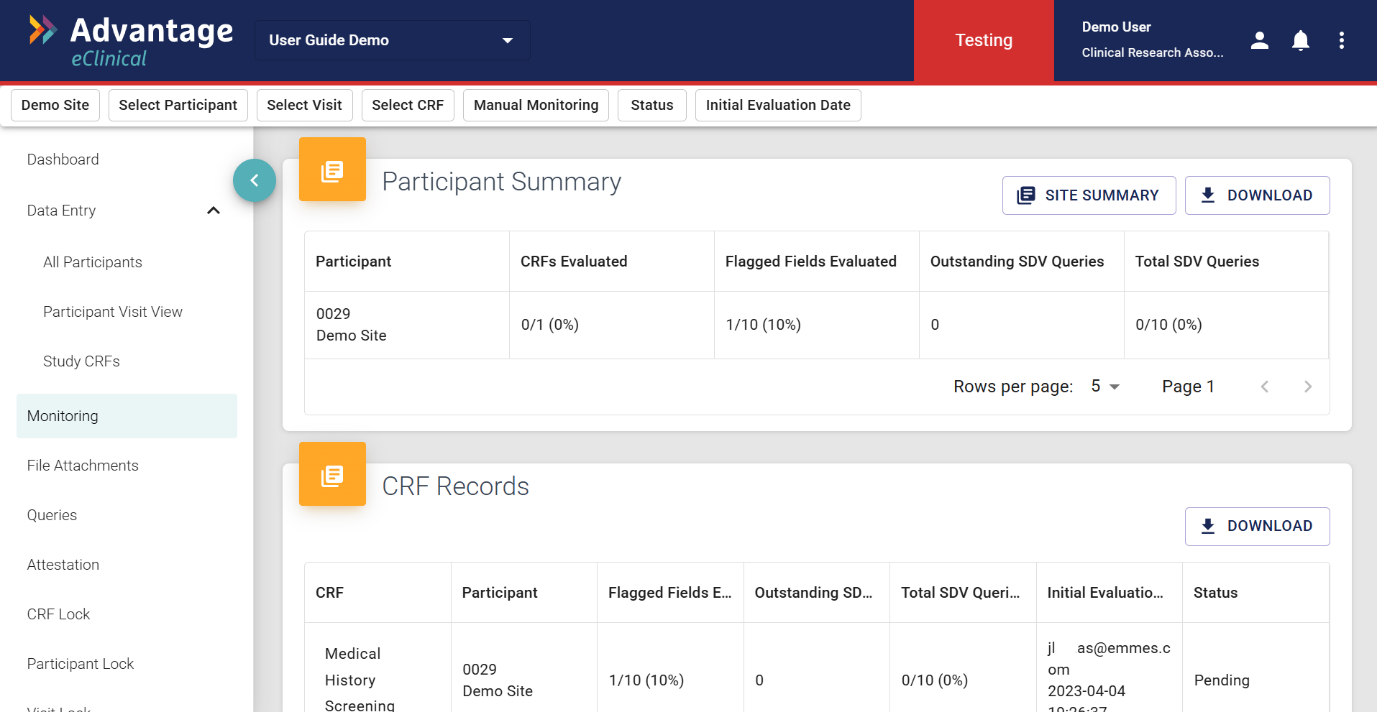 Advantage
eClinical
User Guide Demo
Testing
Demo User
Clinical Research Asso...
Demo Site
Select Participant
Select Visit
Select CRF
Manual Monitoring
Status
Initial Evaluation Date
Dashboard
Data Entry
All Participants
Participant Visit View
Study CRFs
Monitoring
File Attachments
Queries
Attestation
CRF Lock
Participant Lock
Visit Lock
Participant Summary
SITE SUMMARY
DOWNLOAD
Participant
CRFs Evaluated
Flagged Fields Evaluated
Outstanding SDV Queries
Total SDV Queries
0029
Demo Site
0/1 (0%)
1/10 (10%)
0
0/10 (0%)
Rows per page: 5
Page 1
CRF Records
DOWNLOAD
CRF
Participant
Flagged Fields E...
Outstanding SD...
Total SDV Queri...
Initial Evaluatio...
Status
Medical
History
Screening
0029
Demo Site
1/10 (10%)
0
0/10 (0%)
jl as@emmes.c
om
2023-04-04
Pending